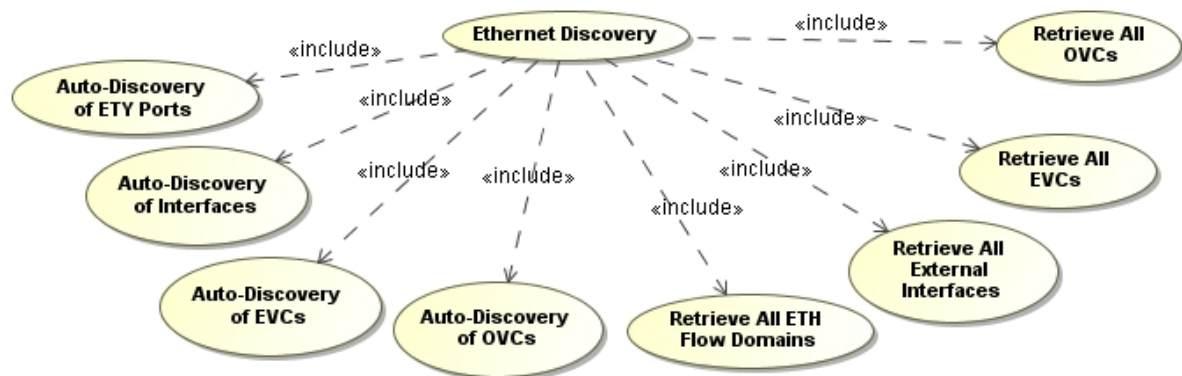 Ethernet Discovery
«include»
Retrieve All
OVCs
«include»
Auto-Discovery
of ETY Ports
«include»
«include»
Retrieve All
EVCs
«include»
«include»
«include»
«include»
Auto-Discovery
of Interfaces
Retrieve All
External
Interfaces
Auto-Discovery
of EVCs
Auto-Discovery
of OVCs
Retrieve All ETH
Flow Domains